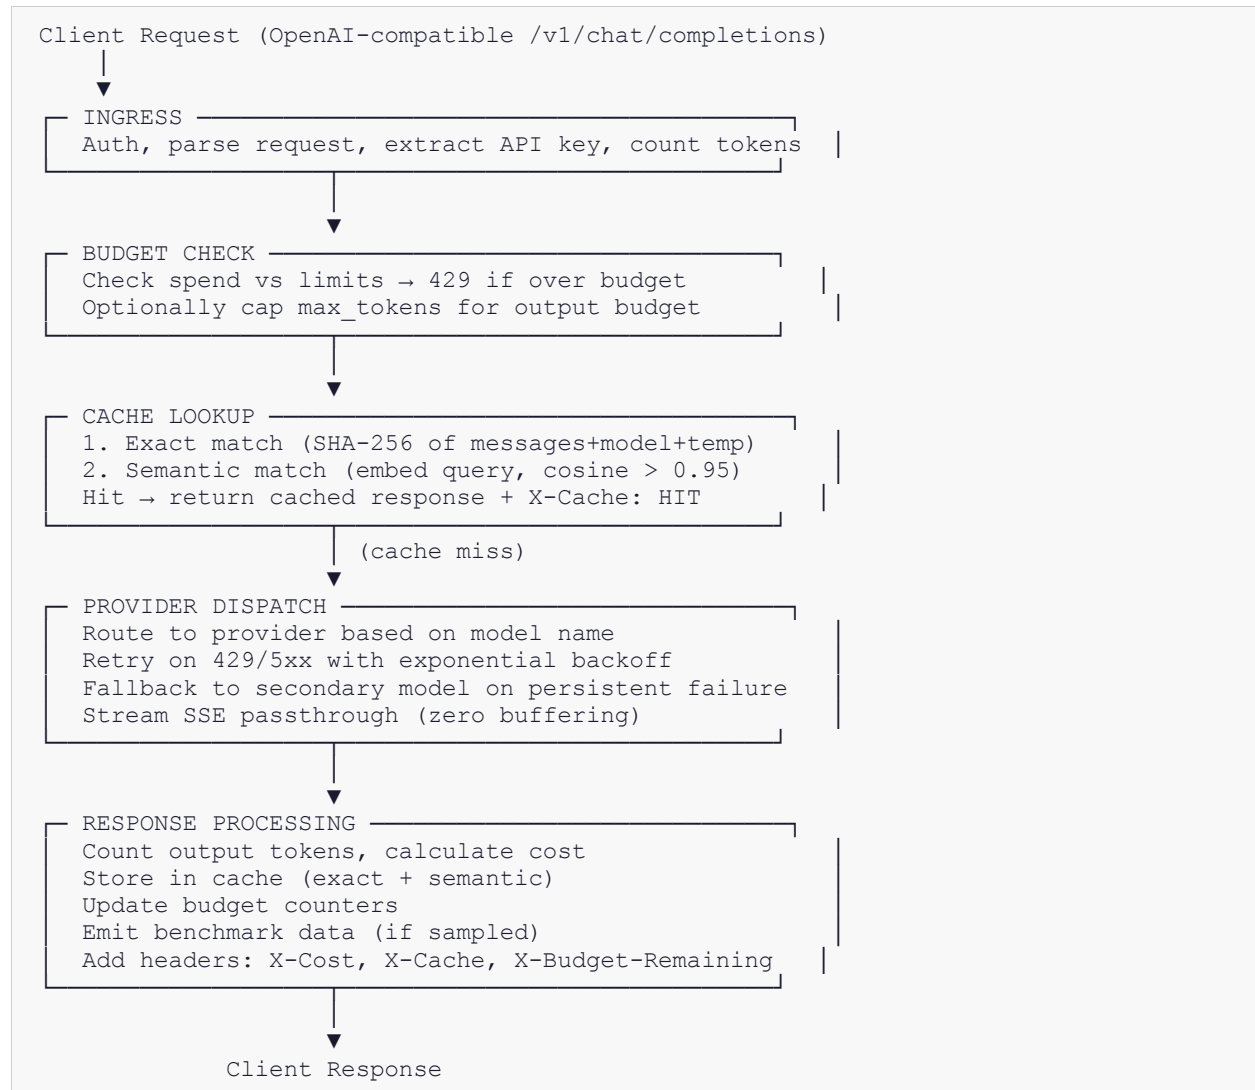 Client Request (OpenAI-compatible /v1/chat/completions)
INGRESS
Auth, parse request, extract API key, count tokens
BUDGET CHECK
Check spend vs limits → 429 if over budget
Optionally cap max_tokens for output budget
CACHE LOOKUP
1. Exact match (SHA-256 of messages+model+temp)
2. Semantic match (embed query, cosine > 0.95)
Hit → return cached response + X-Cache: HIT
(cache miss)
PROVIDER DISPATCH
Route to provider based on model name
Retry on 429/5xx with exponential backoff
Fallback to secondary model on persistent failure
Stream SSE passthrough (zero buffering)
RESPONSE PROCESSING
Count output tokens, calculate cost
Store in cache (exact + semantic)
Update budget counters
Emit benchmark data (if sampled)
Add headers: X-Cost, X-Cache, X-Budget-Remaining
Client Response